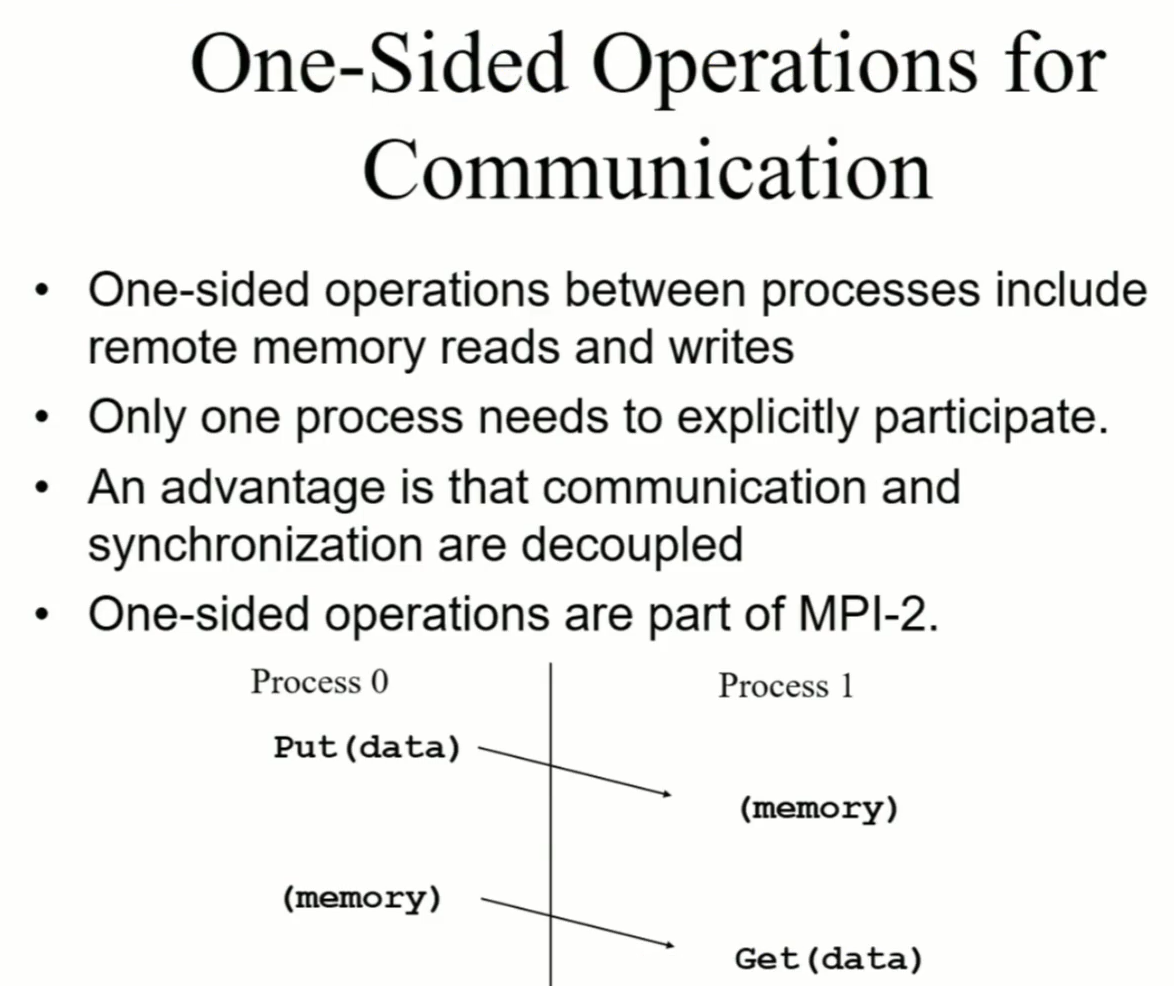 One-Sided Operations for
Communication
• One-sided operations between processes include
remote memory reads and writes
• Only one process needs to explicitly participate.
• An advantage is that communication and
synchronization are decoupled
• One-sided operations are part of MPI-2.
Process 0
Process 1
Put(data)
(memory)
(memory)
Get(data)